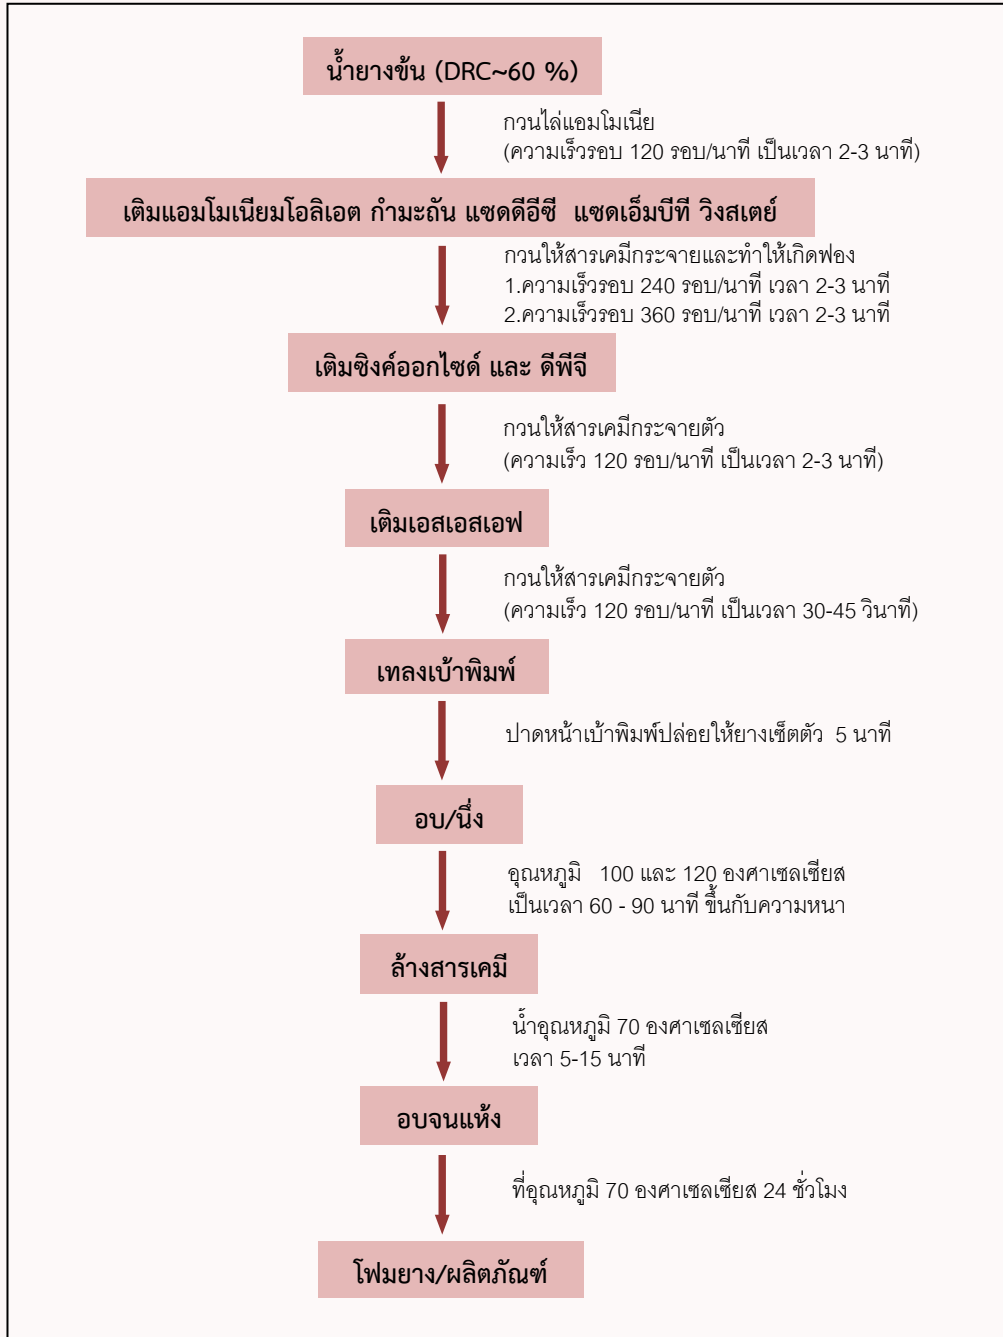 น้ำยางข้น (DRC~60 %)
กวนไล่แอมโมเนีย
(ความเร็วรอบ 120 รอบ/นาที เป็นเวลา 2-3 นาที)
เติมแอมโมเนียมโอลิเอต กำมะถัน แซดดีอีซี แซดเอ็มบีที วิงสเตย์
กวนให้สารเคมีกระจายและทำให้เกิดฟอง
1.ความเร็วรอบ 240 รอบ/นาที เวลา 2-3 นาที
2.ความเร็วรอบ 360 รอบ/นาที เวลา 2-3 นาที
เติมซิงค์ออกไซด์ และ ดีพีจี
กวนให้สารเคมีกระจายตัว
(ความเร็ว 120 รอบ/นาที เป็นเวลา 2-3 นาที)
เติมเอสเอสเอฟ
กวนให้สารเคมีกระจายตัว
(ความเร็ว 120 รอบ/นาที เป็นเวลา 30-45 วินาที)
เทลงเบ้าพิมพ์
ปาดหน้าเบ้าพิมพ์ปล่อยให้ยางเซ็ตตัว 5 นาที
อบ/นึ่ง
อุณหภูมิ 100 และ 120 องศาเซลเซียส
เป็นเวลา 60 - 90 นาที ขึ้นกับความหนา
ล้างสารเคมี
น้ำอุณหภูมิ 70 องศาเซลเซียส
เวลา 5-15 นาที
อบจนแห้ง
ที่อุณหภูมิ 70 องศาเซลเซียส 24 ชั่วโมง
โฟมยาง/ผลิตภัณฑ์